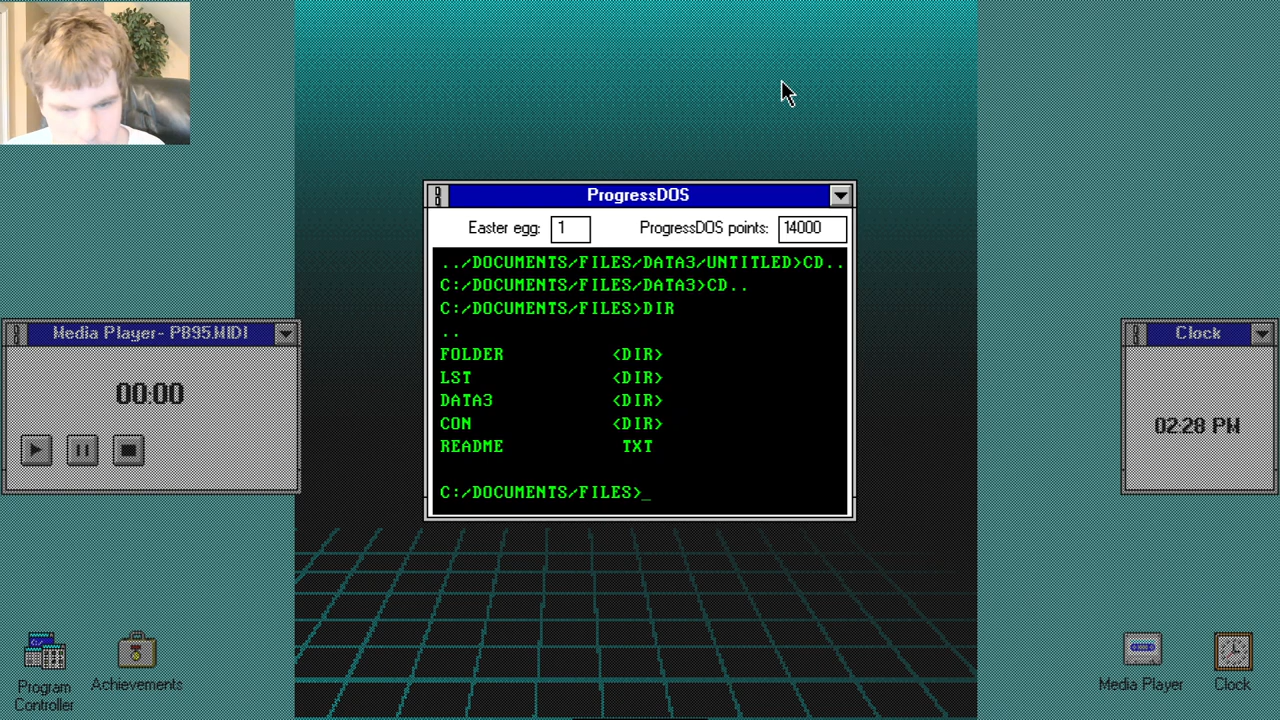 ProgressDOS
Easter egg: 1 ProgressDOS points: 14000
../DOCUMENTS/FILES/DATA3/UNTITLED>CD..
C:/DOCUMENTS/FILES/DATA3>CD..
C:/DOCUMENTS/FILES>DIR
..
FOLDER <DIR>
LST <DIR>
DATA3 <DIR>
CON <DIR>
README TXT
C:/DOCUMENTS/FILES>_
Media Player- PB95.MIDI
00:00
Clock
02:28 PM
Program
Controller
Achievements
Media Player
Clock